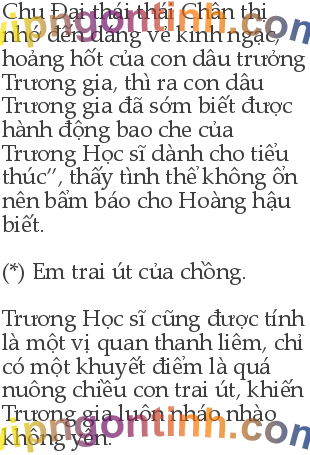 Chu Đại thái thái chân thị
nhớ đến dáng vẻ kinh ngạc,
hoảng hốt của con dâu trưởng
Trương gia, thì ra con dâu
Trương gia đã sớm biết được
hành động bao che của
Trương Học sĩ dành cho tiểu
thúc”, thấy tình thế không ổn
nên bẩm báo cho Hoàng hậu
biết.
(*) Em trai út của chồng.
Trương Học sĩ cũng được tính
là một vị quan thanh liêm, chỉ
có một khuyết điểm là quá
nuông chiều con trai út, khiến
Trương gia luôn nháo nhào
không yên.
vipngontinh.com
vipngontinh.com